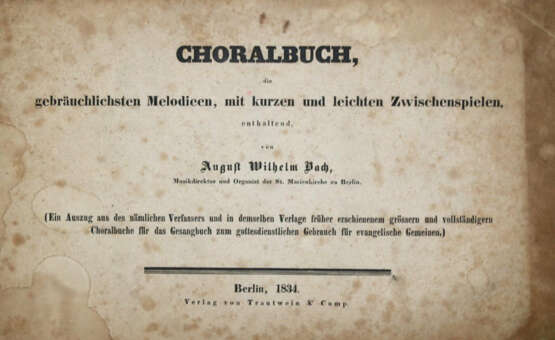 CHORALBUCH,
die
gebräuchlichsten Melodieen, mit kurzen und leichten Zwischenspielen,
enthaltend,
von
August Wilhelm Bach,
Musikdirektor und Organist der St. Marienkirche zu Berlin.
(Ein Auszug aus des nämlichen Verfassers und in demselben Verlage früher erschienenem grössern und vollständigern
Choralbuche für das Gesangbuch zum gottesdienstlichen Gebrauch für evangelische Gemeinen.)
Berlin, 1834.
Verlag von Trautwein & Comp.